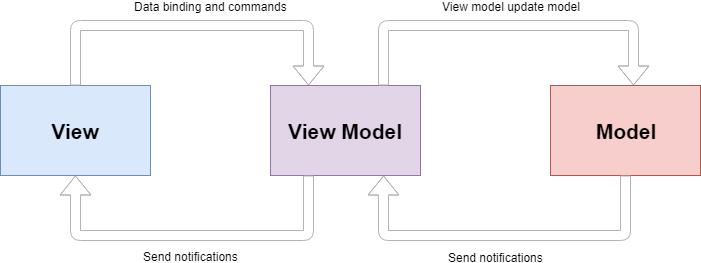 Data binding and commands
View model update model
View
View Model
Model
Send notifications
Send notifications